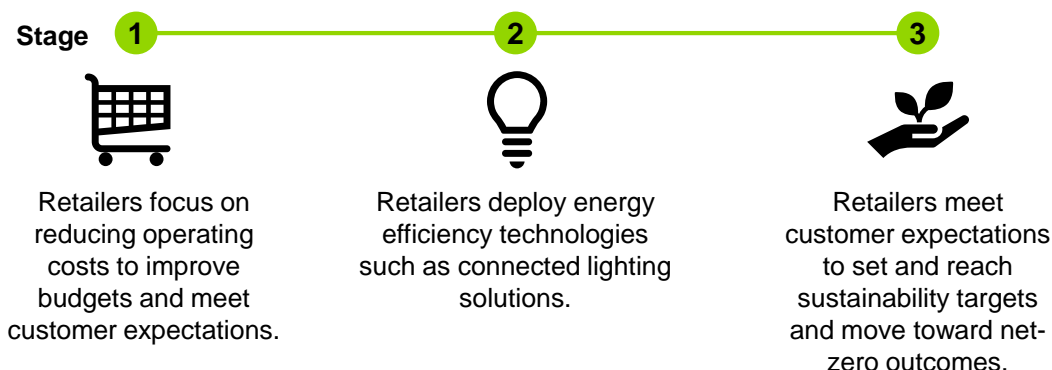 Stage 1 2 3
Retailers focus on
reducing operating
costs to improve
budgets and meet
customer expectations.
Retailers deploy energy
efficiency technologies
such as connected lighting
solutions.
Retailers meet
customer expectations
to set and reach
sustainability targets
and move toward net-
zero outcomes.